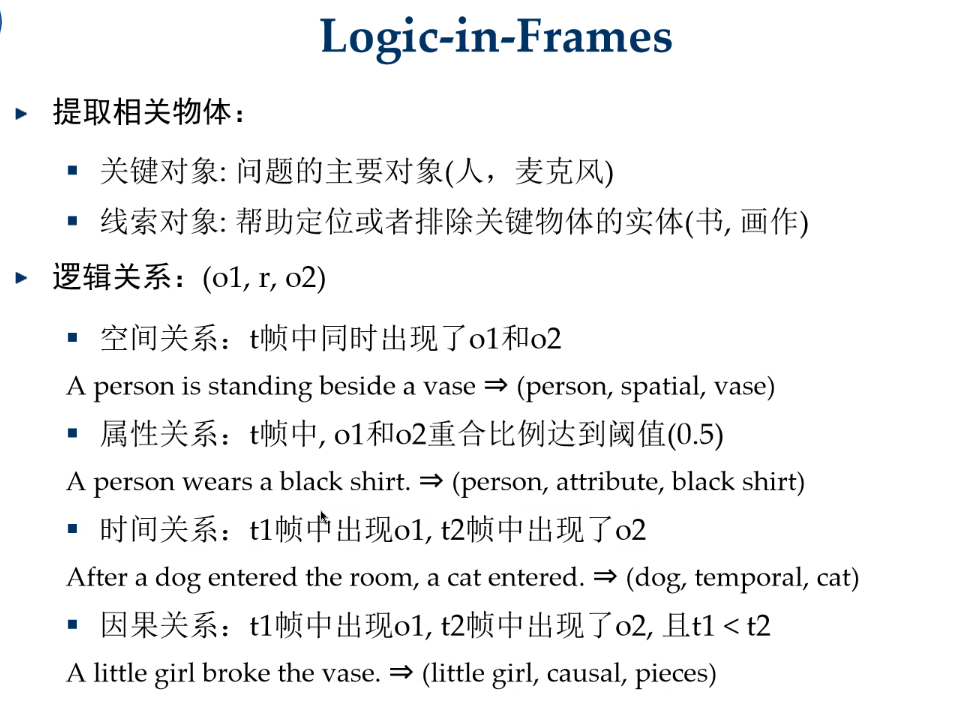 Logic-in-Frames
提取相关物体：
关键对象: 问题的主要对象(人，麦克风)
线索对象: 帮助定位或者排除关键物体的实体(书, 画作)
逻辑关系：(o1, r, o2)
空间关系：t帧中同时出现了o1和o2
A person is standing beside a vase ⇒ (person, spatial, vase)
属性关系：t帧中, o1和o2重合比例达到阈值(0.5)
A person wears a black shirt. ⇒ (person, attribute, black shirt)
时间关系：t1帧中出现o1, t2帧中出现了o2
After a dog entered the room, a cat entered. ⇒ (dog, temporal, cat)
因果关系：t1帧中出现o1, t2帧中出现了o2, 且t1 < t2
A little girl broke the vase. ⇒ (little girl, causal, pieces)